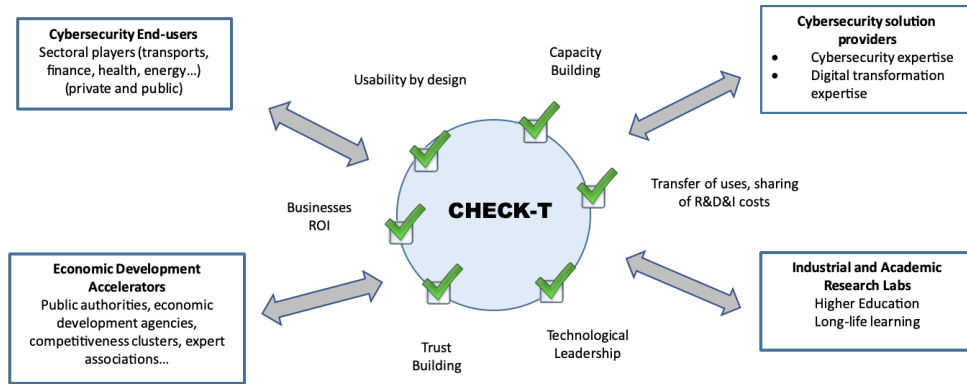 Cybersecurity End-users
Sectoral players (transports,
finance, health, energy...)
(private and public)
Usability by design
Capacity
Building
Cybersecurity solution
providers
• Cybersecurity expertise
• Digital transformation
expertise
Businesses
ROI
CHECK-T
Transfer of uses, sharing
of R&D&I costs
Economic Development
Accelerators
Public authorities, economic
development agencies,
competitiveness clusters, expert
associations...
Trust
Building
Technological
Leadership
Industrial and Academic
Research Labs
Higher Education
Long-life learning